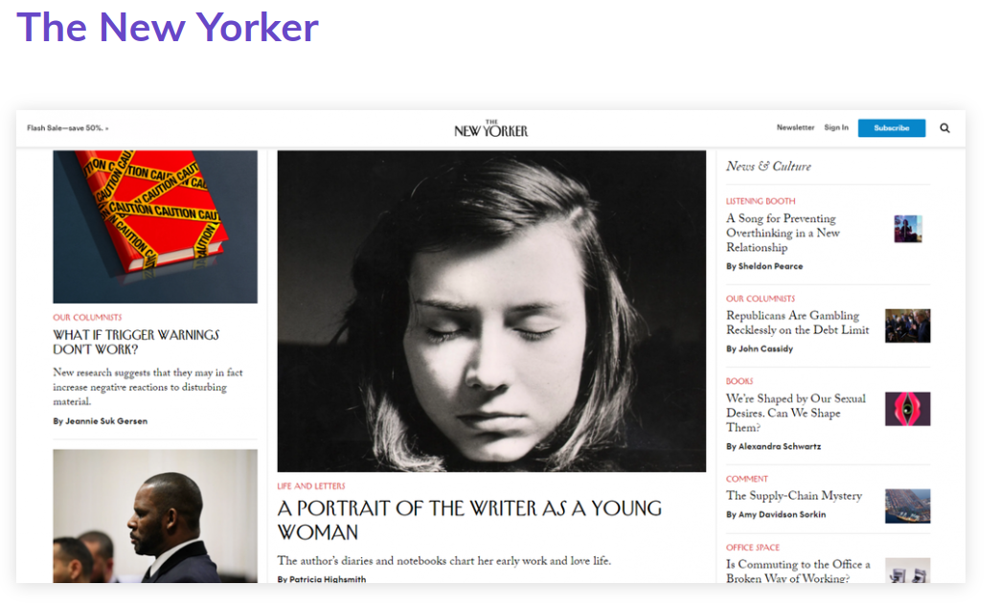 The New Yorker
Flash Sale—save 50%. »
THE
NEW YORKER
Newsletter
Sign In
Subscribe
CAUTION CAUTION CAU
OUR COLUMNISTS
WHAT IF TRIGGER WARNINGS
DON'T WORK?
New research suggests that they may in fact
increase negative reactions to disturbing
material.
By Jeannie Suk Gersen
LIFE AND LETTERS
A PORTRAIT OF THE WRITER AS A YOUNG
WOMAN
The author's diaries and notebooks chart her early work and love life.
By Patricia Highsmith
News & Culture
LISTENING BOOTH
A Song for Preventing
Overthinking in a New
Relationship
By Sheldon Pearce
OUR COLUMNISTS
Republicans Are Gambling
Recklessly on the Debt Limit
By John Cassidy
BOOKS
We're Shaped by Our Sexual
Desires. Can We Shape
Them?
By Alexandra Schwartz
COMMENT
The Supply-Chain Mystery
By Amy Davidson Sorkin
OFFICE SPACE
Is Commuting to the Office a
Broken Way of Working?